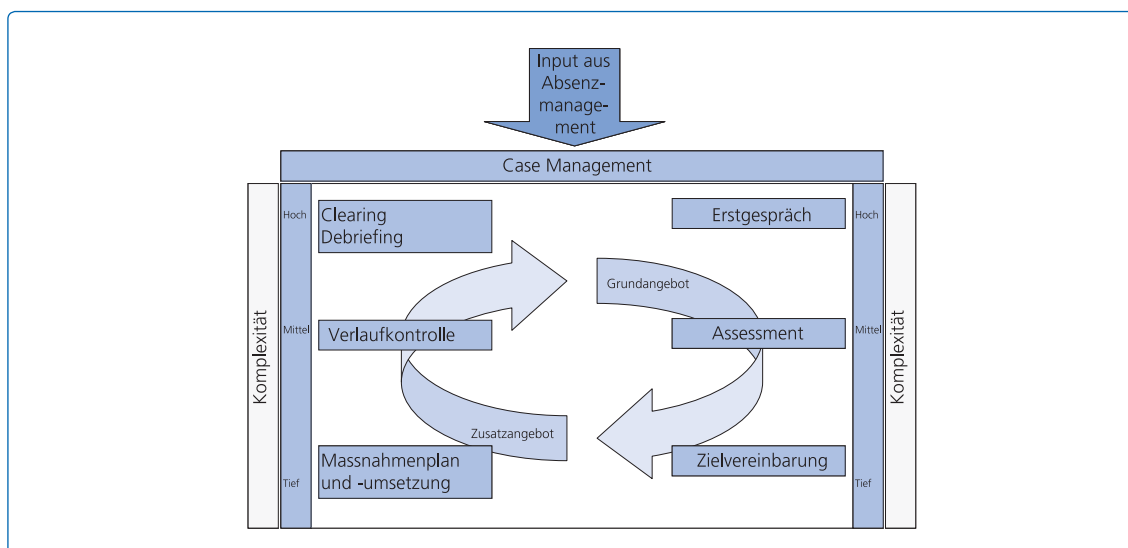 Input aus
Absenz-
manage-
ment
Case Management
Komplexität
Hoch
Mittel
Tief
Clearing
Debriefing
Erstgespräch
Grundangebot
Verlaufkontrolle
Assessment
Zusatzangebot
Massnahmenplan
und -umsetzung
Zielvereinbarung
Hoch
Mittel
Tief
Komplexität